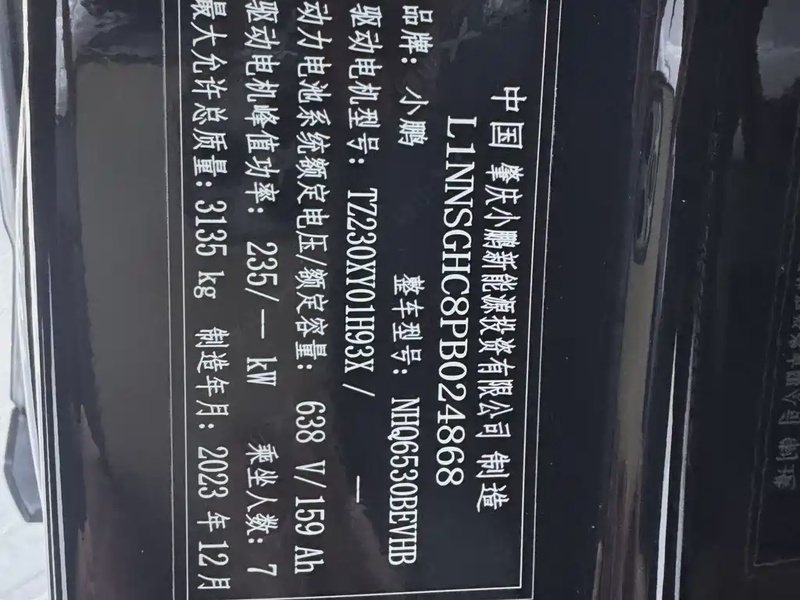 中国 肇庆小鹏新能源投资有限公司 制造
L1NNSGHC8PB024868
品牌：小鹏 整车型号：NHQ6530BEVHB
驱动电机型号：TZ230XY01H93X / —
动力电池系统额定电压/额定容量：638 V/159 Ah
驱动电机峰值功率：235/— kW 乘坐人数：7
最大允许总质量：3135 kg 制造年月：2023 年 12 月